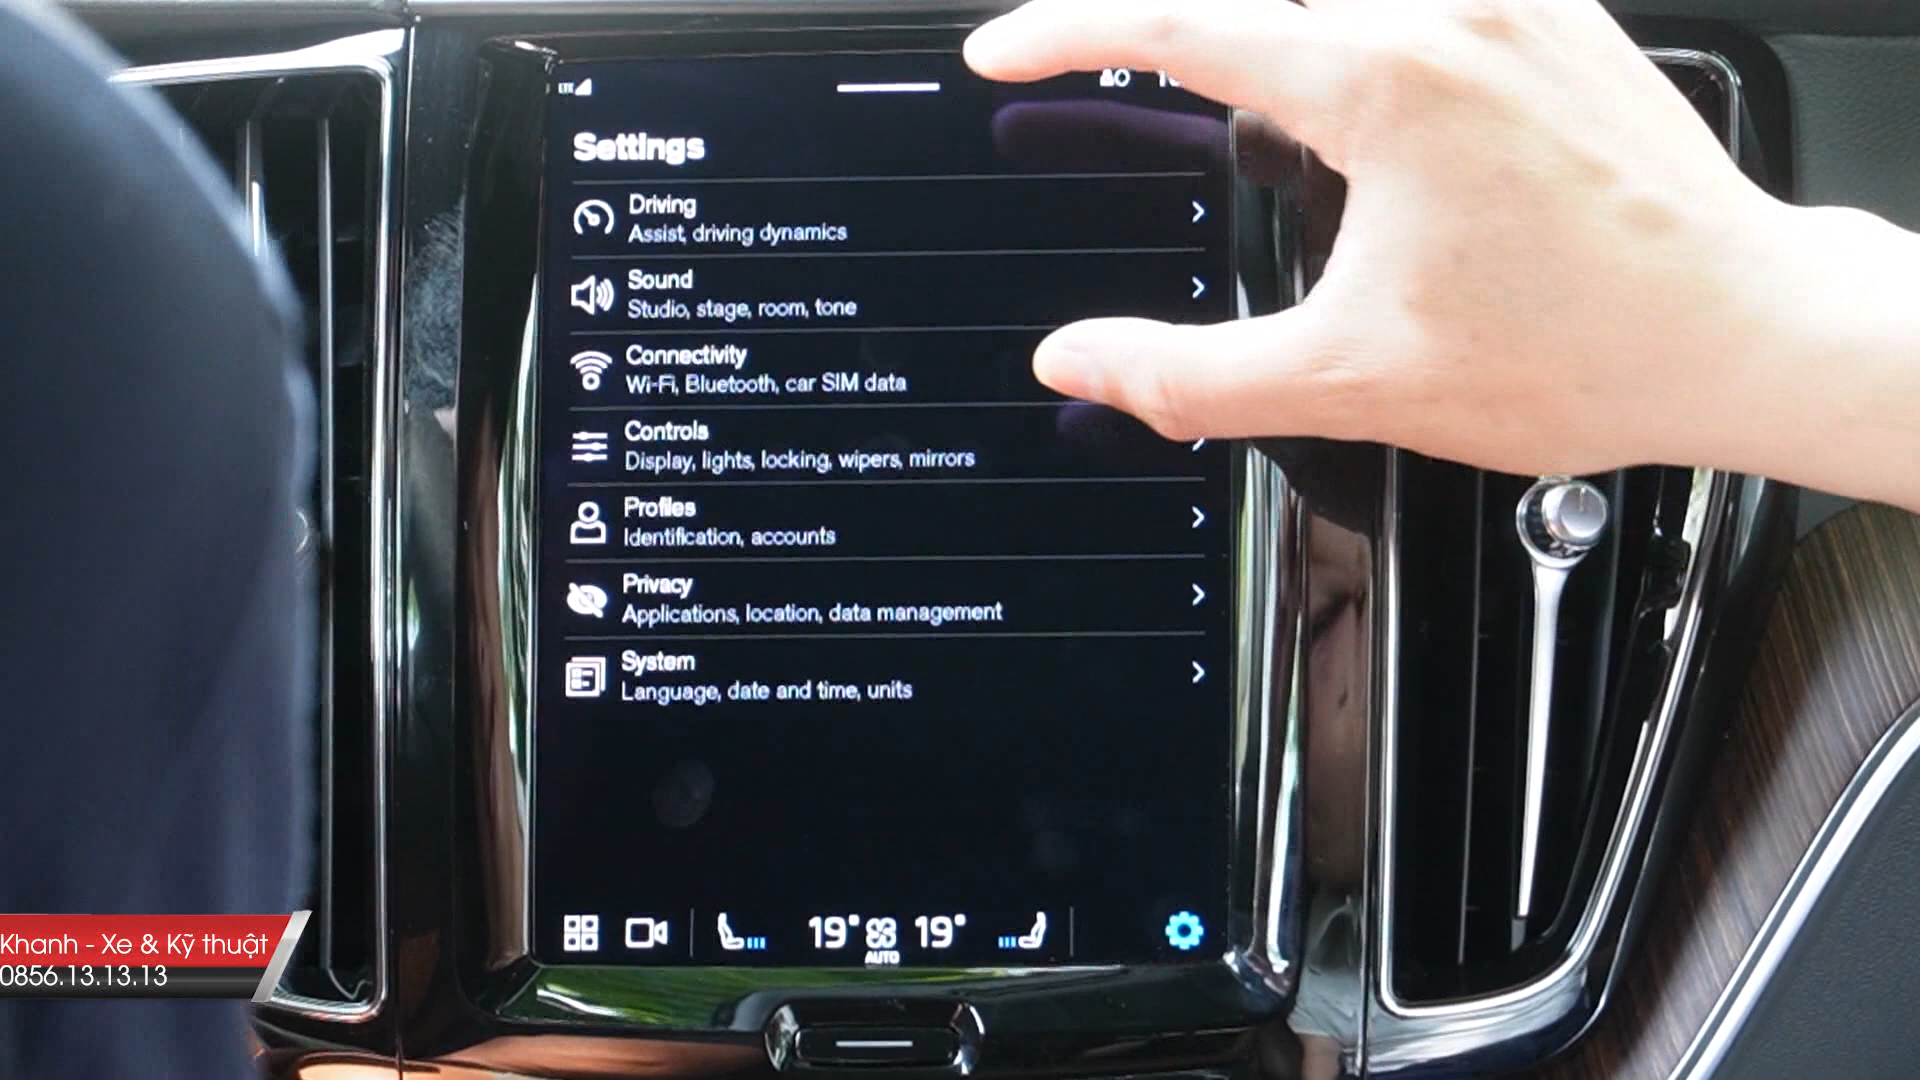 LTE
Settings
Driving
Assist, driving dynamics
Sound
Studio, stage, room, tone
Connectivity
Wi-Fi, Bluetooth, car SIM data
Controls
Display, lights, locking, wipers, mirrors
Profiles
Identification, accounts
Privacy
Applications, location, data management
System
Language, date and time, units
19° 19°
AUTO
Khanh - Xe & Kỹ thuật
0856.13.13.13